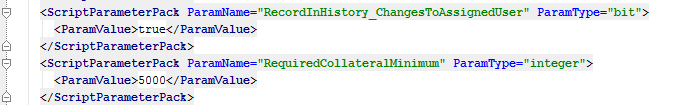 <ScriptParameterPack ParamName="RecordInHistory_ChangesToAssignedUser" ParamType="bit">
<ParamValue>true</ParamValue>
</ScriptParameterPack>
<ScriptParameterPack ParamName="RequiredCollateralMinimum" ParamType="integer">
<ParamValue>5000</ParamValue>
</ScriptParameterPack>